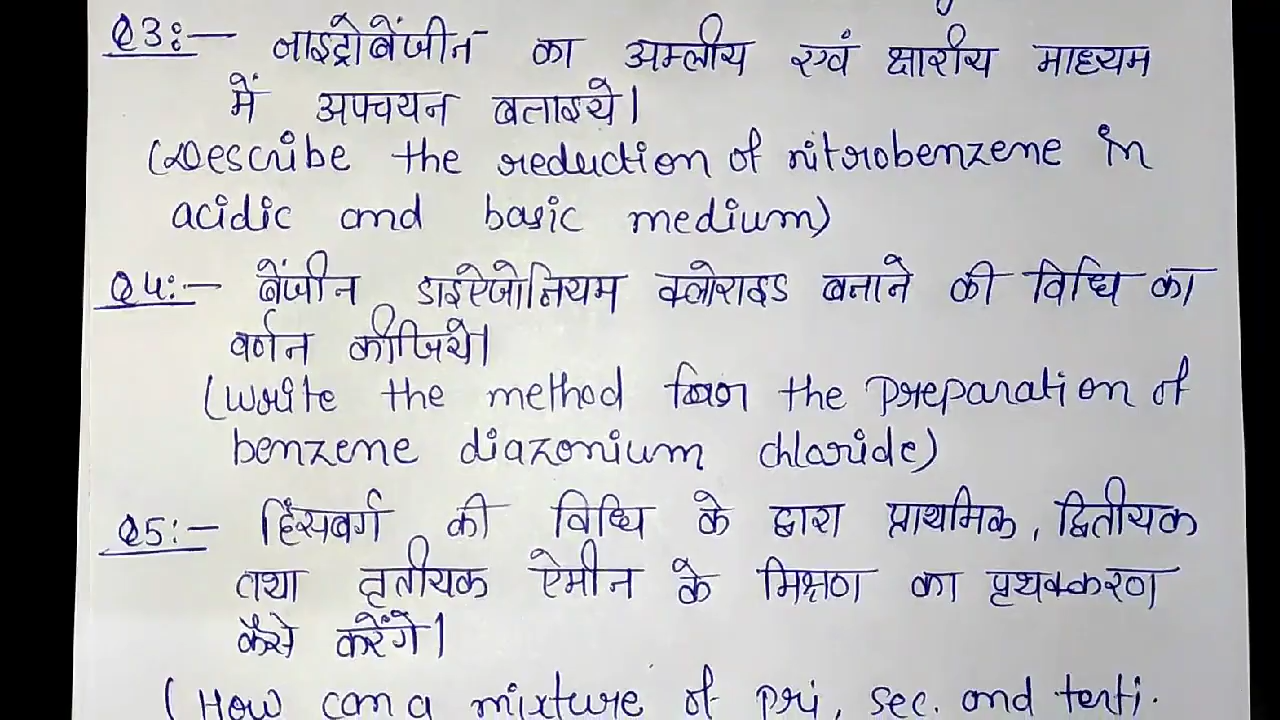 Q3:- नाइट्रोबेंजीन का अम्लीय एवं क्षारीय माध्यम
में अपचयन बताइये।
(Describe the reduction of nitrobenzene in
acidic and basic medium)
Q4:- बेंजीन डाइऐजोनियम क्लोराइड बनाने की विधि का
वर्णन कीजिये।
(write the method for the preparation of
benzene diazonium chloride)
Q5:- हिंसबर्ग की विधि के द्वारा प्राथमिक, द्वितीयक
तथा तृतीयक ऐमीन के मिश्रण का पृथक्करण
कैसे करेंगे।
(How can a mixture of pri, sec. and terti.